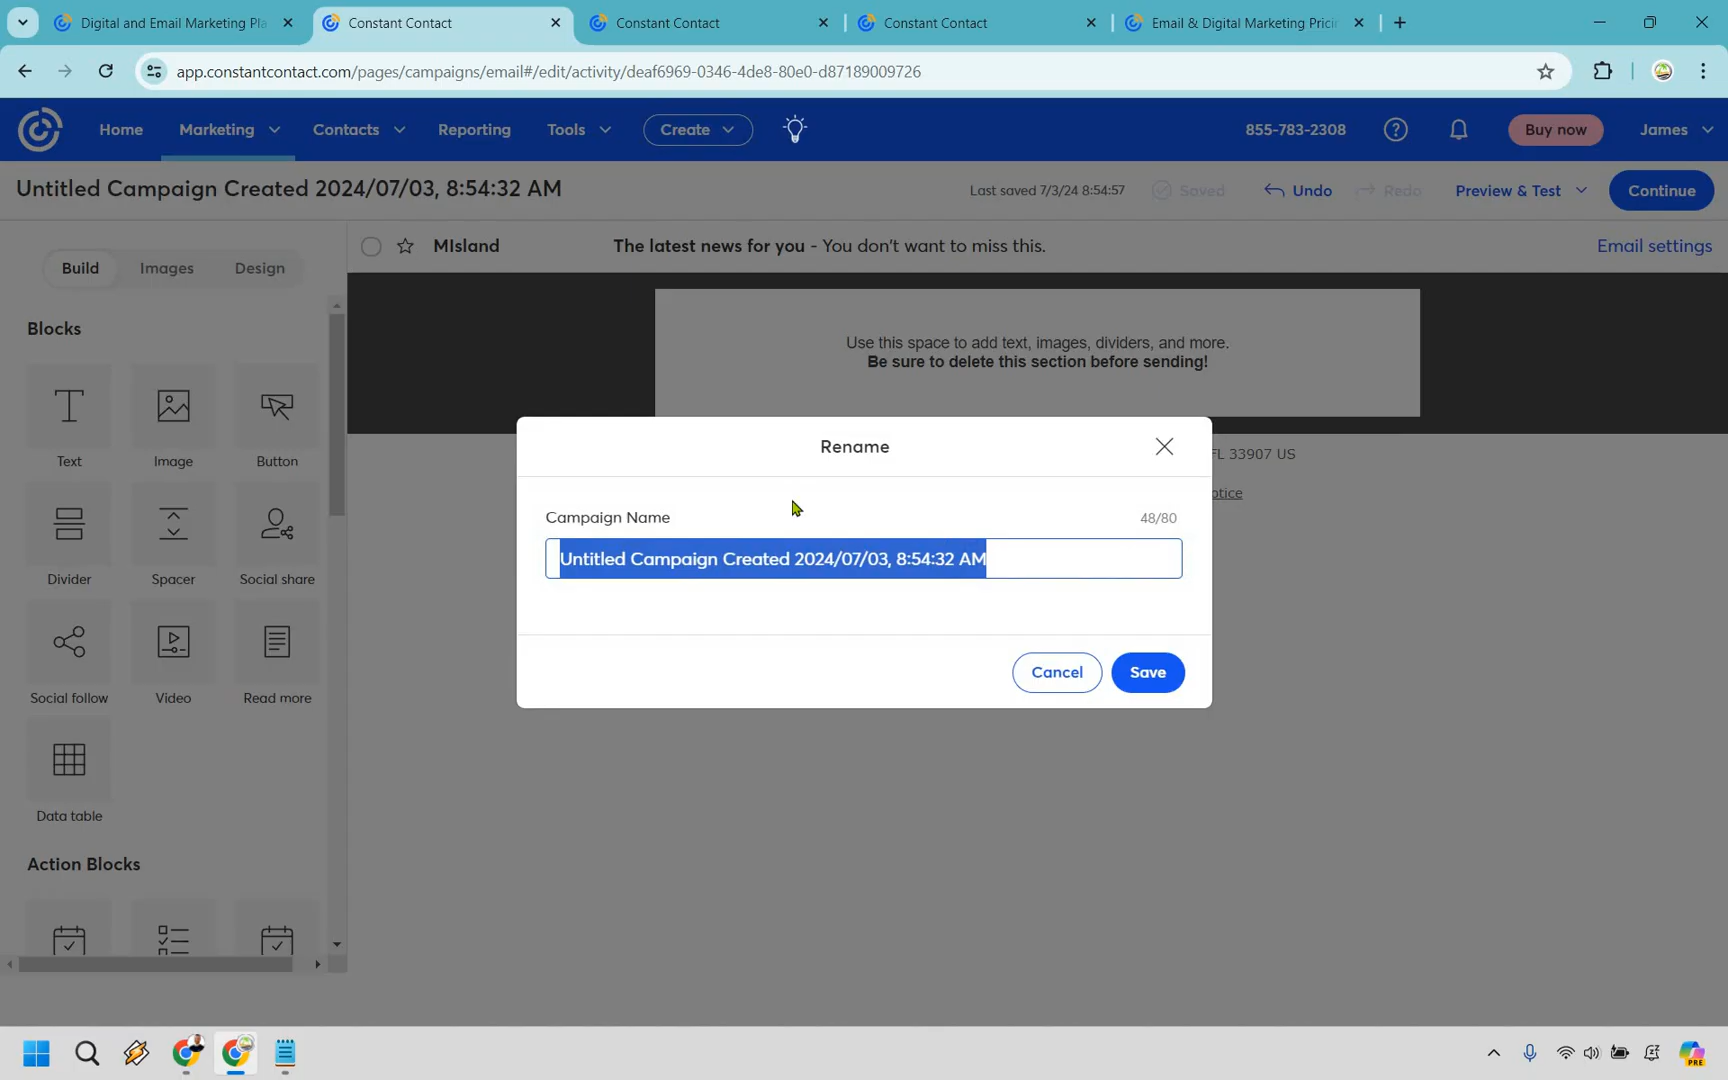 Digital and Email Marketing Pla
Constant Contact
Constant Contact
Constant Contact
Email & Digital Marketing Prici
app.constantcontact.com/pages/campaigns/email#/edit/activity/deaf6969-0346-4de8-80e0-d87189009726
Home
Marketing
Contacts
Reporting
Tools
Create
855-783-2308
Buy now
James
Untitled Campaign Created 2024/07/03, 8:54:32 AM
Last saved 7/3/24 8:54:57
Saved
Undo
Redo
Preview & Test
Continue
Build
Images
Design
MIsland
The latest news for you - You don't want to miss this.
Email settings
Blocks
Use this space to add text, images, dividers, and more.
Be sure to delete this section before sending!
Text
Image
Button
FL 33907 US
otice
Rename
Campaign Name
48/80
Untitled Campaign Created 2024/07/03, 8:54:32 AM
Cancel
Save
Divider
Spacer
Social share
Social follow
Video
Read more
Data table
Action Blocks
PRE